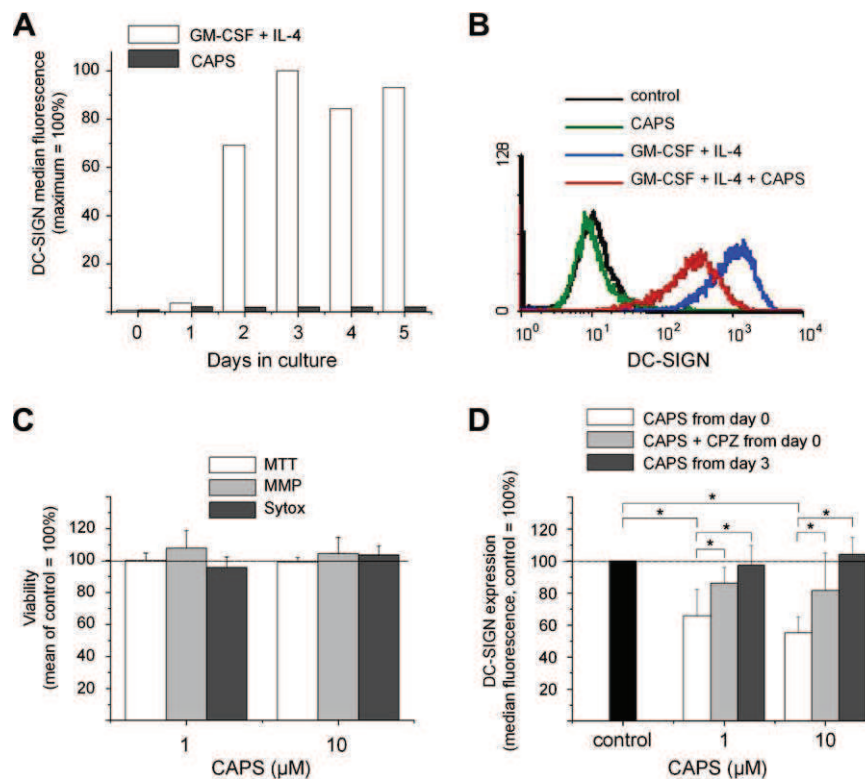 A
GM-CSF + IL-4
CAPS
DC-SIGN median fluorescence
(maximum = 100%)
100
80
60
40
20
0 1 2 3 4 5
Days in culture
B
control
CAPS
GM-CSF + IL-4
GM-CSF + IL-4 + CAPS
128
0
10^0 10^1 10^2 10^3 10^4
DC-SIGN
C
MTT
MMP
Sytox
Viability
(mean of control = 100%)
120
100
80
60
40
20
1 10
CAPS (µM)
D
CAPS from day 0
CAPS + CPZ from day 0
CAPS from day 3
DC-SIGN expression
(median fluorescence, control = 100%)
* *
* * * *
120
100
80
60
40
20
control 1 10
CAPS (µM)